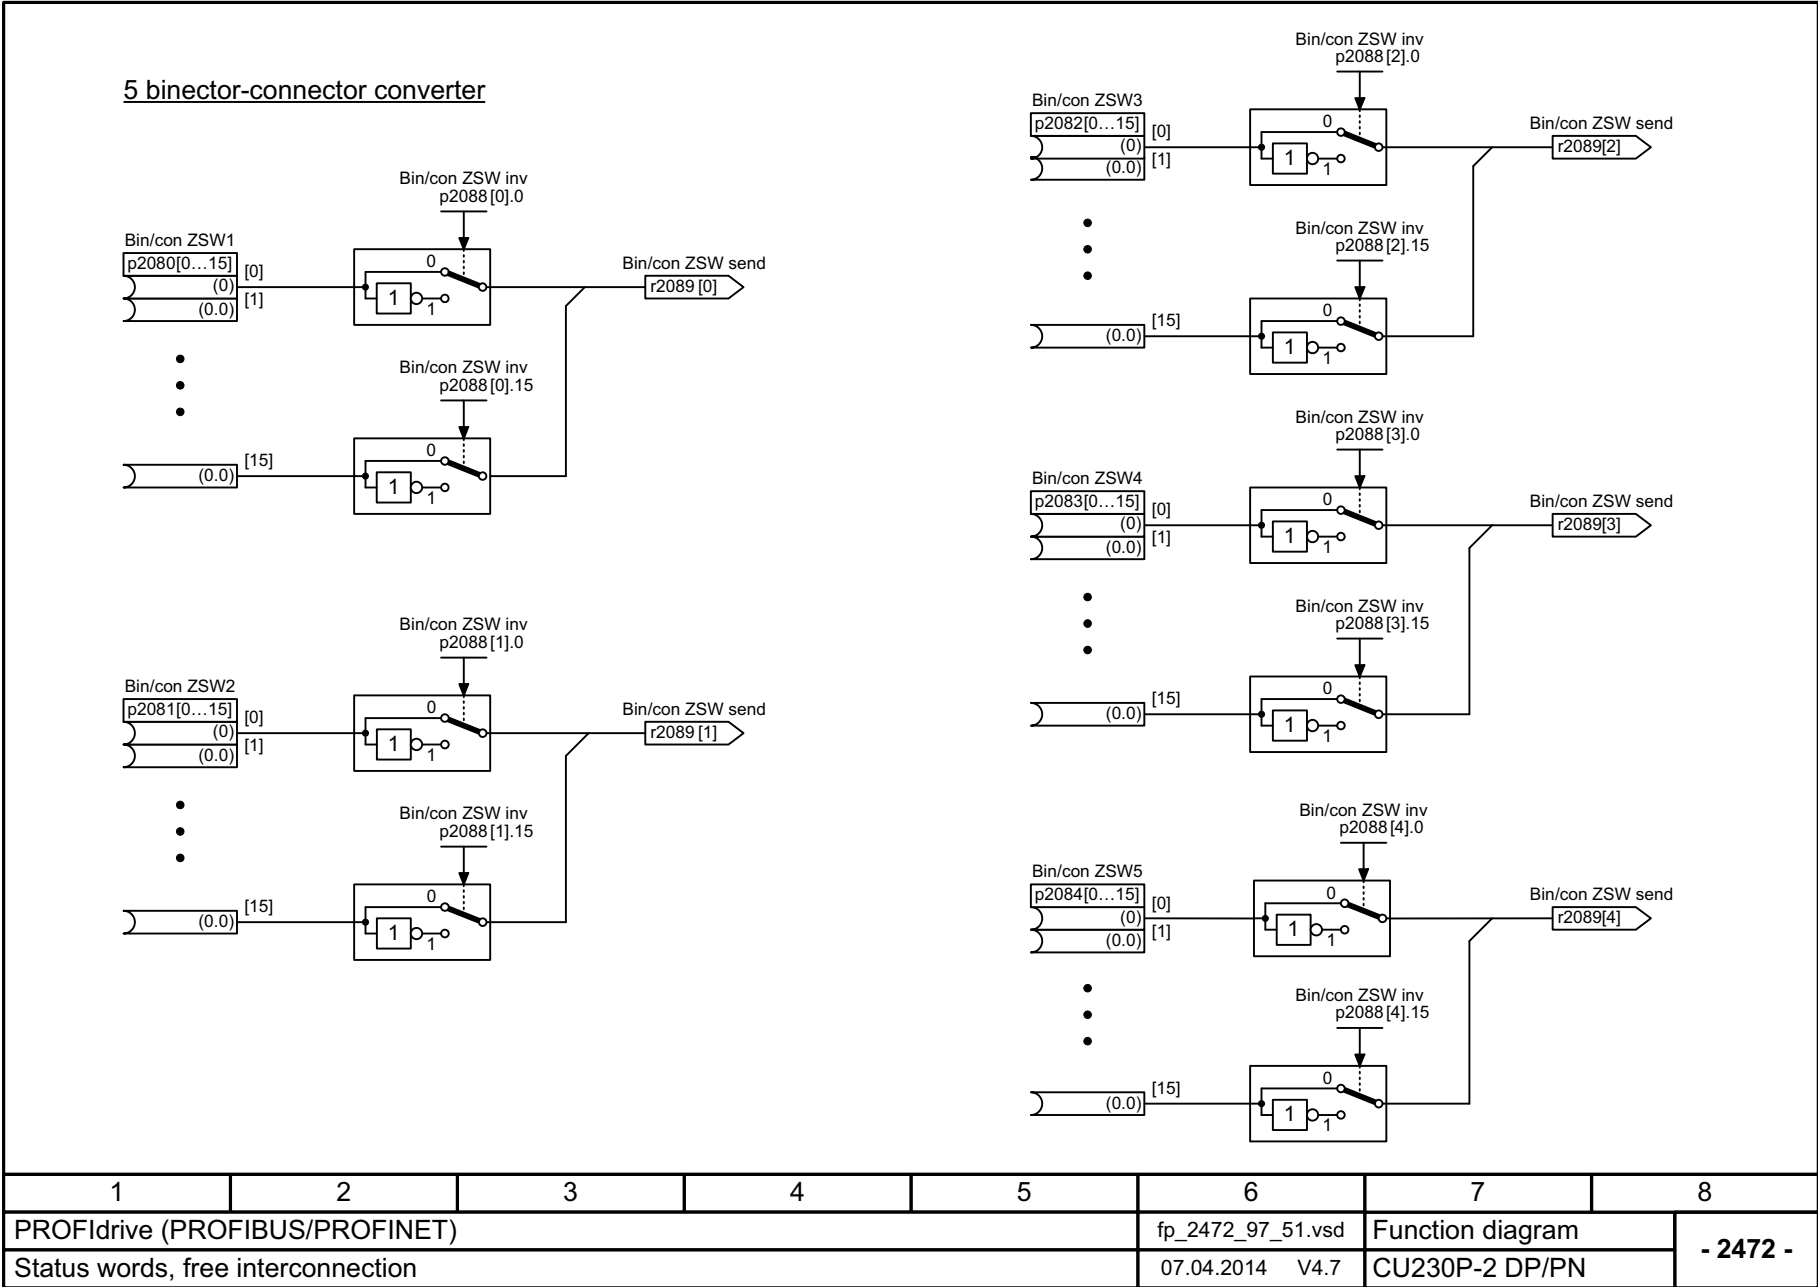 5 binector-connector converter
Bin/con ZSW inv
p2088[0].0
Bin/con ZSW1
p2080[0...15]
[0]
(0)
[1]
(0.0)
0
1
1
Bin/con ZSW send
r2089[0]
Bin/con ZSW inv
p2088[0].15
[15]
(0.0)
0
1
1
Bin/con ZSW inv
p2088[1].0
Bin/con ZSW2
p2081[0...15]
[0]
(0)
[1]
(0.0)
0
1
1
Bin/con ZSW send
r2089[1]
Bin/con ZSW inv
p2088[1].15
[15]
(0.0)
0
1
1
Bin/con ZSW inv
p2088[2].0
Bin/con ZSW3
p2082[0...15]
[0]
(0)
[1]
(0.0)
0
1
1
Bin/con ZSW send
r2089[2]
Bin/con ZSW inv
p2088[2].15
[15]
(0.0)
0
1
1
Bin/con ZSW inv
p2088[3].0
Bin/con ZSW4
p2083[0...15]
[0]
(0)
[1]
(0.0)
0
1
1
Bin/con ZSW send
r2089[3]
Bin/con ZSW inv
p2088[3].15
[15]
(0.0)
0
1
1
Bin/con ZSW inv
p2088[4].0
Bin/con ZSW5
p2084[0...15]
[0]
(0)
[1]
(0.0)
0
1
1
Bin/con ZSW send
r2089[4]
Bin/con ZSW inv
p2088[4].15
[15]
(0.0)
0
1
1
1 2 3 4 5 6 7 8
PROFIdrive (PROFIBUS/PROFINET)
fp_2472_97_51.vsd
Function diagram
- 2472 -
Status words, free interconnection
07.04.2014 V4.7
CU230P-2 DP/PN